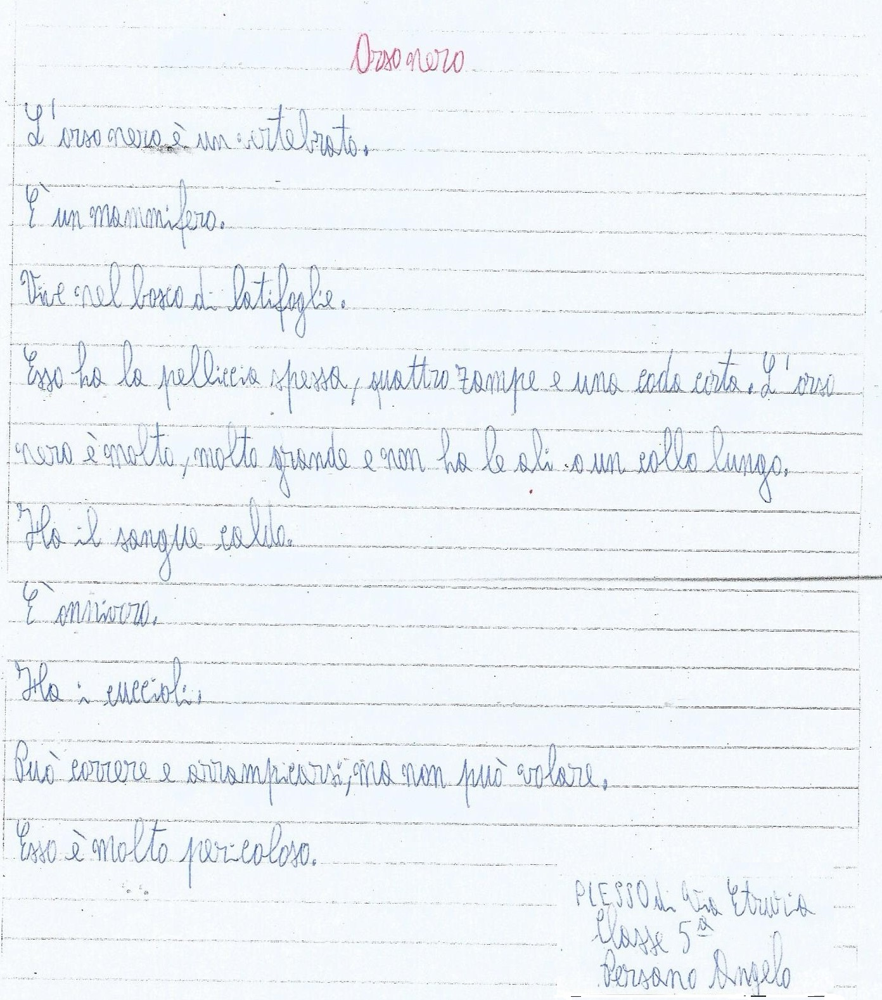 Orso nero
L'orso nero è un vertebrato.
È un mammifero.
Vive nel bosco di latifoglie.
Esso ha la pelliccia spessa, quattro zampe e una coda corta. L'orso
nero è molto, molto grande e non ha le ali o un collo lungo.
Ha il sangue caldo.
È onnivoro.
Ha i cuccioli.
Può correre e arrampicarsi, ma non può volare.
Esso è molto pericoloso.
PLESSO di Via Etruria
Classe 5ª
Persano Angelo